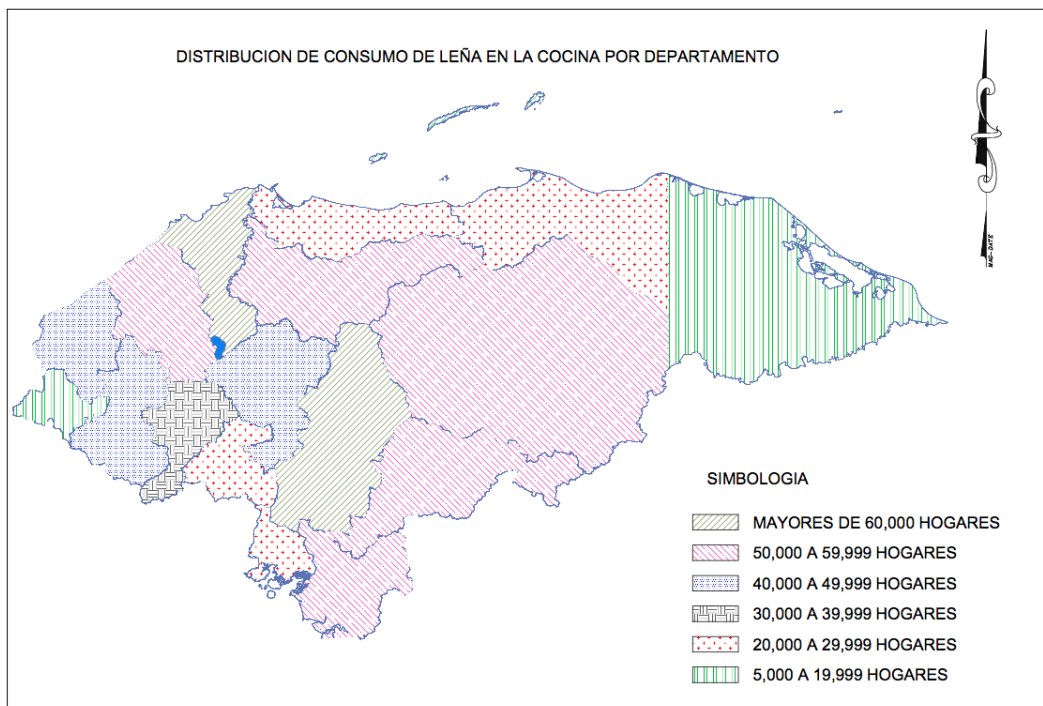 DISTRIBUCION DE CONSUMO DE LEÑA EN LA COCINA POR DEPARTAMENTO
SIMBOLOGIA
MAYORES DE 60,000 HOGARES
50,000 A 59,999 HOGARES
40,000 A 49,999 HOGARES
30,000 A 39,999 HOGARES
20,000 A 29,999 HOGARES
5,000 A 19,999 HOGARES